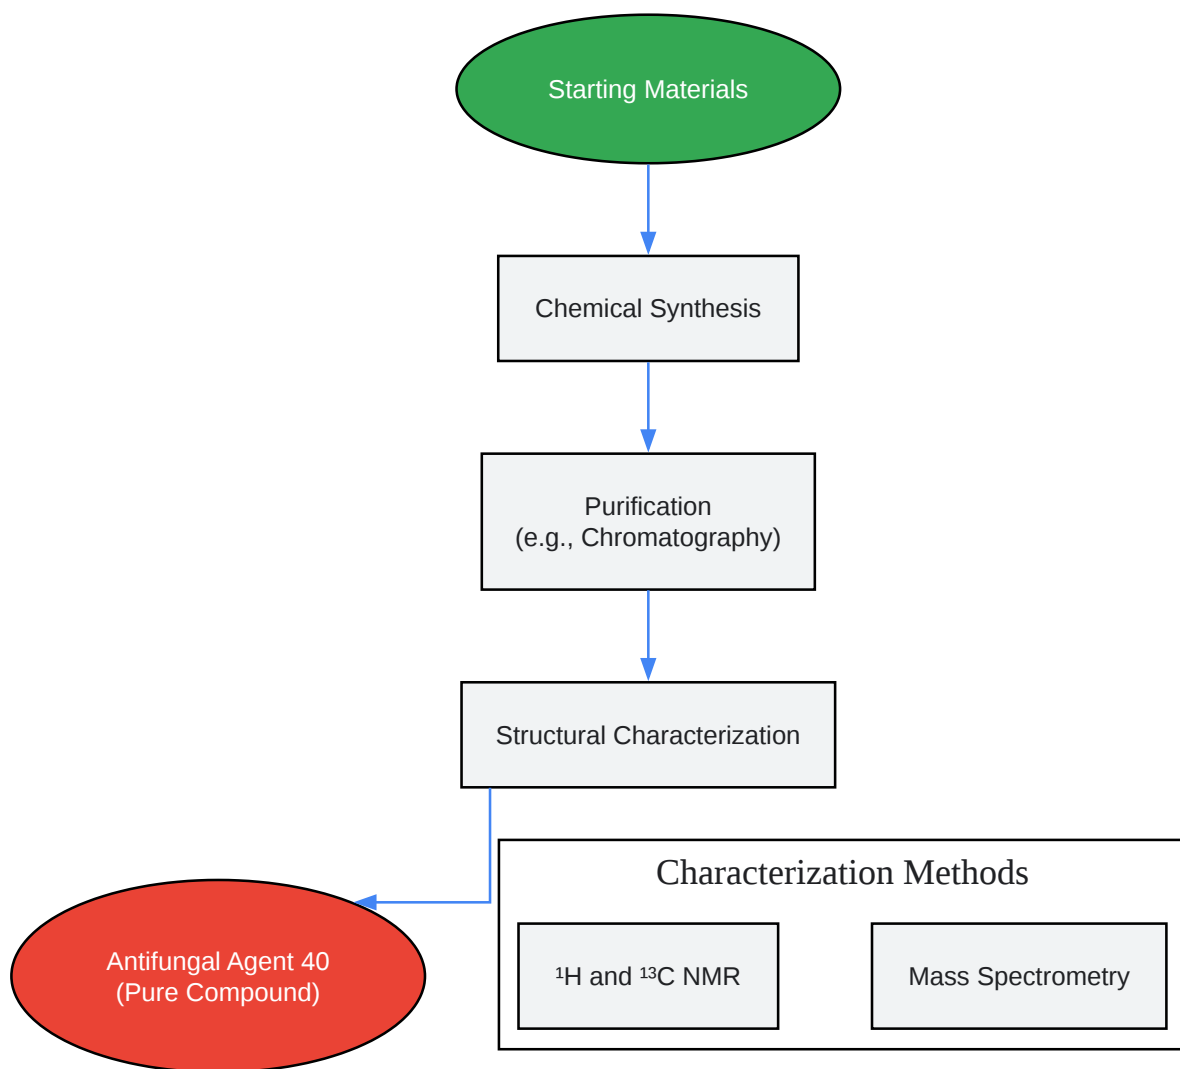 Starting Materials
Chemical Synthesis
Purification
(e.g., Chromatography)
Structural Characterization
Characterization Methods
Antifungal Agent 40
(Pure Compound)
¹H and ¹³C NMR
Mass Spectrometry